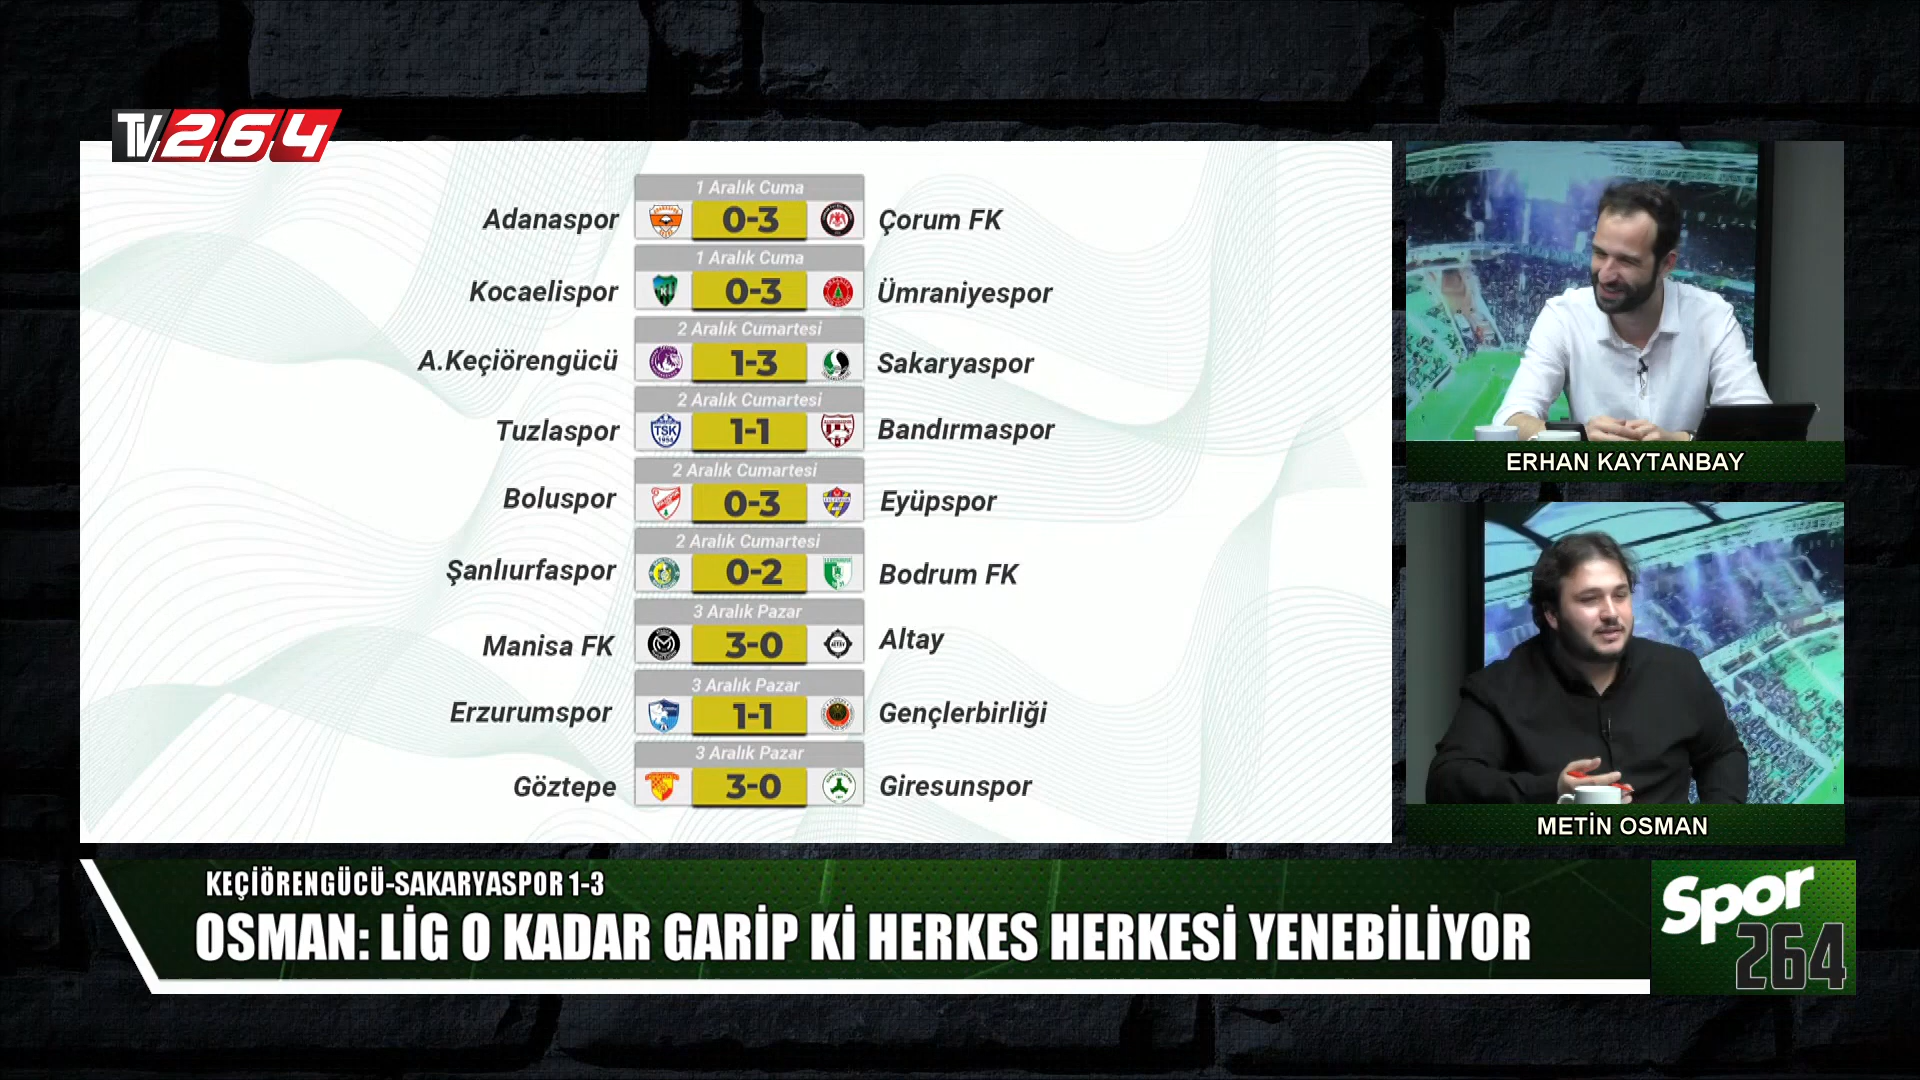 TV264
1 Aralık Cuma
Adanaspor 0-3 Çorum FK
1 Aralık Cuma
Kocaelispor 0-3 Ümraniyespor
2 Aralık Cumartesi
A.Keçiörengücü 1-3 Sakaryaspor
2 Aralık Cumartesi
Tuzlaspor TSK 1-1 Bandırmaspor
2 Aralık Cumartesi
Boluspor 0-3 Eyüpspor
2 Aralık Cumartesi
Şanlıurfaspor 0-2 Bodrum FK
3 Aralık Pazar
Manisa FK 3-0 Altay
3 Aralık Pazar
Erzurumspor 1-1 Gençlerbirliği
3 Aralık Pazar
Göztepe 3-0 Giresunspor
ERHAN KAYTANBAY
METİN OSMAN
KEÇİÖRENGÜCÜ-SAKARYASPOR 1-3
OSMAN: LİG O KADAR GARİP Kİ HERKES HERKESİ YENEBİLİYOR
Spor
264